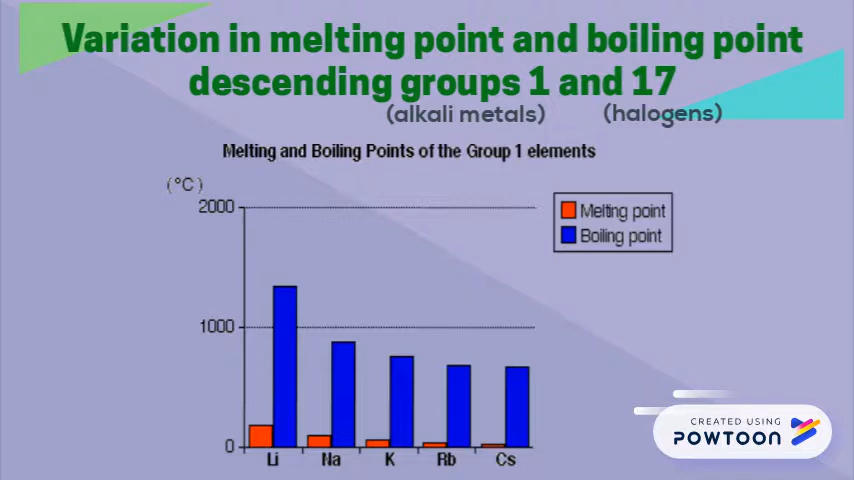 Variation in melting point and boiling point
descending groups 1 and 17
(alkali metals) (halogens)
Melting and Boiling Points of the Group 1 elements
(°C)
2000
Melting point
Boiling point
1000
0
Li Na K Rb Cs
CREATED USING
POWTOON